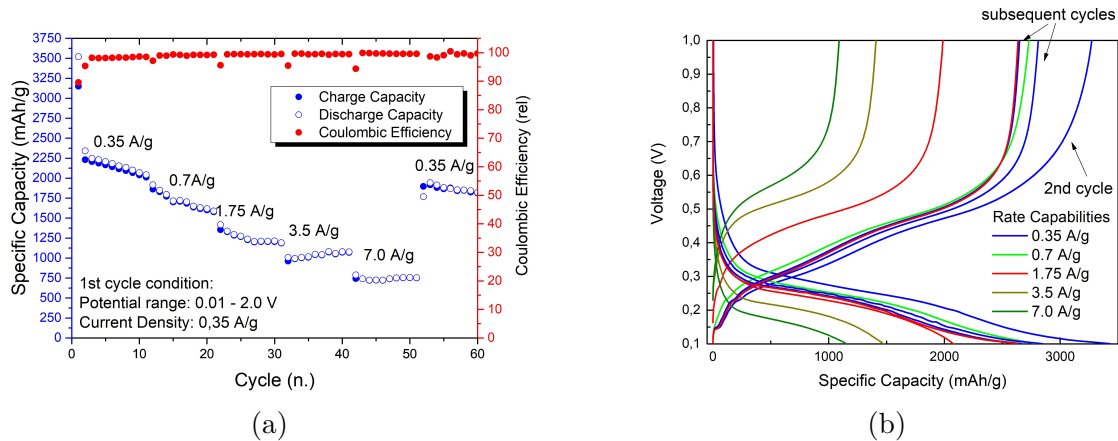 (a)
Specific Capacity (mAh/g)
3750
3500
3250
3000
2750
2500
2250
2000
1750
1500
1250
1000
750
500
250
0
0 10 20 30 40 50 60
Cycle (n.)
100
90
80
70
60
50
40
30
20
10
0
Coulombic Efficiency (rel)
Charge Capacity
Discharge Capacity
Coulombic Efficiency
0.35 A/g
0.7A/g
1.75 A/g
3.5 A/g
7.0 A/g
0.35 A/g
1st cycle condition:
Potential range: 0.01 - 2.0 V
Current Density: 0,35 A/g
(b)
subsequent cycles
Voltage (V)
1,0
0,9
0,8
0,7
0,6
0,5
0,4
0,3
0,2
0,1
0 1000 2000 3000
Specific Capacity (mAh/g)
2nd cycle
Rate Capabilities
0.35 A/g
0.7 A/g
1.75 A/g
3.5 A/g
7.0 A/g